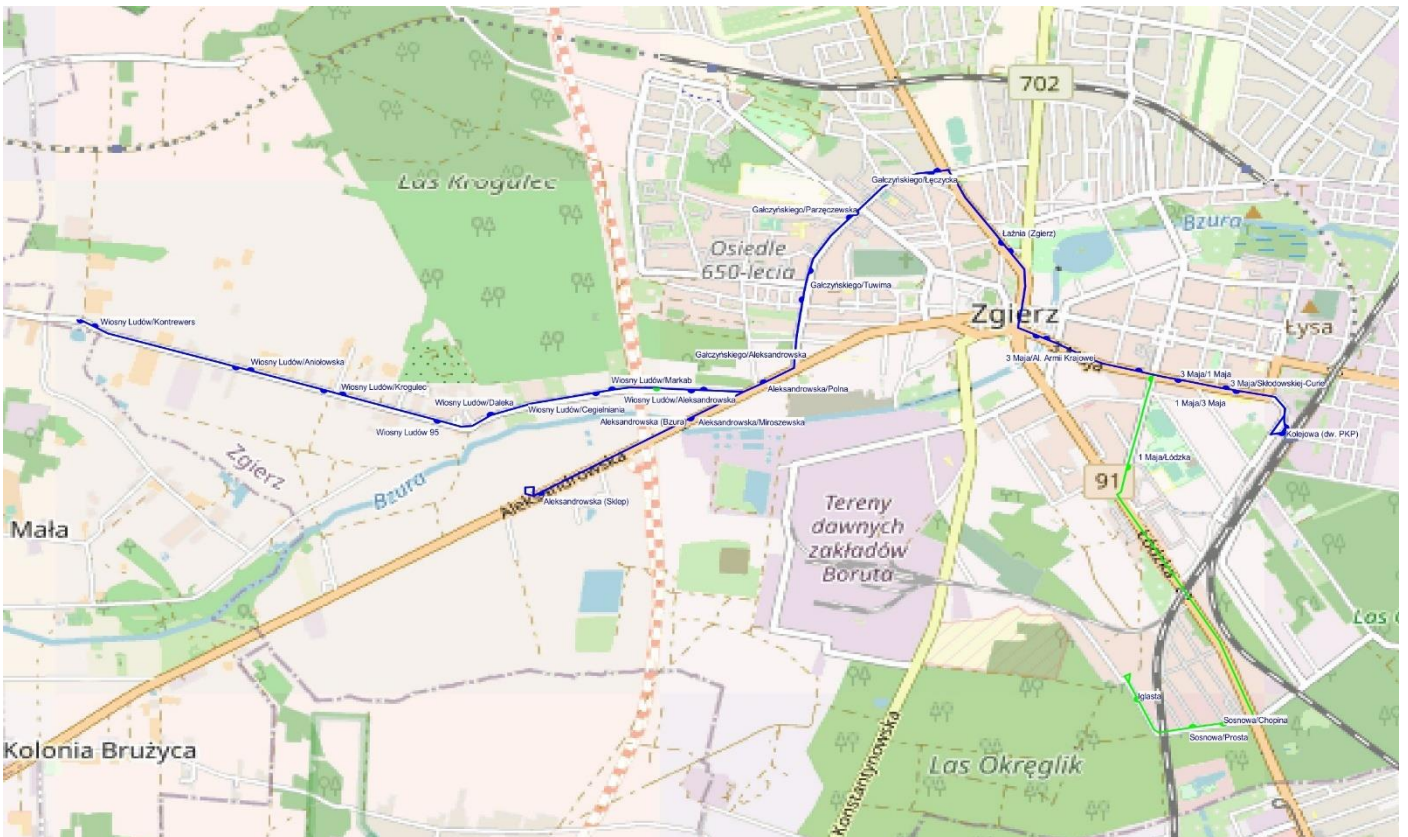 702
Las Krogulec
Gałczyńskiego/Łęczycka
Gałczyńskiego/Parzęczewska
Bzura
Łaźnia (Zgierz)
Osiedle
650-lecia
Gałczyńskiego/Tuwima
Zgierz
Łysa
Wiosny Ludów/Kontrewers
Gałczyńskiego/Aleksandrowska
3 Maja/Al. Armii Krajowej
Wiosny Ludów/Aniołowska
Wiosny Ludów/Markab
3 Maja/1 Maja
3 Maja/Skłodowskiej-Curie
Wiosny Ludów/Krogulec
Aleksandrowska/Polna
Wiosny Ludów/Daleka
Wiosny Ludów/Aleksandrowska
1 Maja/3 Maja
Wiosny Ludów/Cegielniana
Wiosny Ludów 95
Aleksandrowska (Bzura)
Aleksandrowska/Miroszewska
Kolejowa (dw. PKP)
Zgierz
1 Maja/Łódzka
Bzura
91
Aleksandrowska
Aleksandrowska (Sklep)
Mała
Tereny
dawnych
zakładów
Boruta
Łódzka
Las
Iglasta
Sosnowa/Chopina
Sosnowa/Prosta
Kolonia Brużyca
Las Okręglik
Konstantynowska